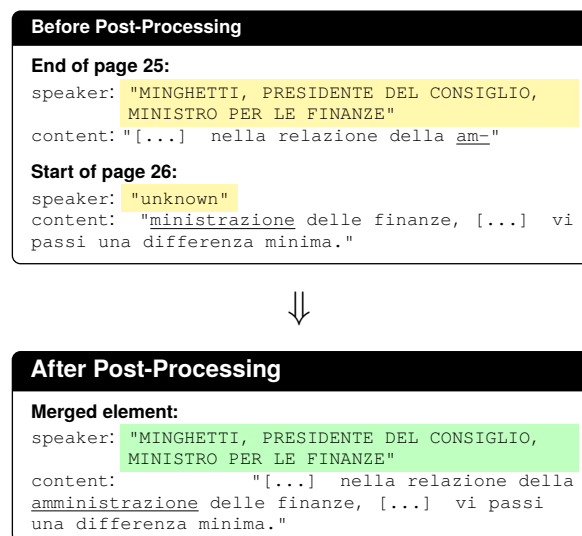 Before Post-Processing
End of page 25:
speaker: "MINGHETTI, PRESIDENTE DEL CONSIGLIO,
MINISTRO PER LE FINANZE"
content: "[...] nella relazione della am-"
Start of page 26:
speaker: "unknown"
content: "ministrazione delle finanze, [...] vi
passi una differenza minima."
⇓
After Post-Processing
Merged element:
speaker: "MINGHETTI, PRESIDENTE DEL CONSIGLIO,
MINISTRO PER LE FINANZE"
content: "[...] nella relazione della
amministrazione delle finanze, [...] vi passi
una differenza minima."